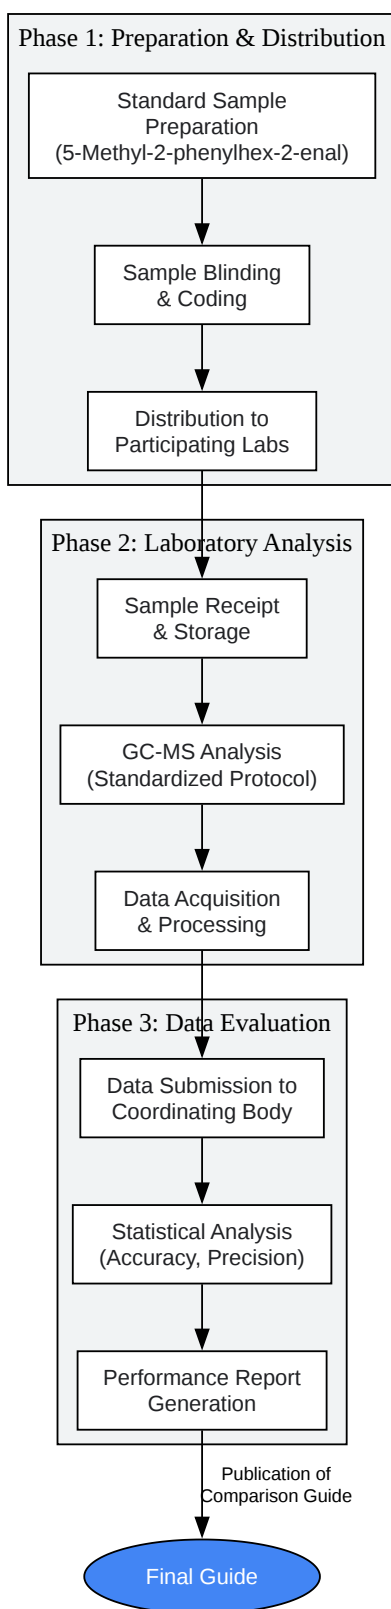 Phase 1: Preparation & Distribution
Standard Sample
Preparation
(5-Methyl-2-phenylhex-2-enal)
Sample Blinding
& Coding
Distribution to
Participating Labs
Phase 2: Laboratory Analysis
Sample Receipt
& Storage
GC-MS Analysis
(Standardized Protocol)
Data Acquisition
& Processing
Phase 3: Data Evaluation
Data Submission to
Coordinating Body
Statistical Analysis
(Accuracy, Precision)
Performance Report
Generation
Publication of
Comparison Guide
Final Guide